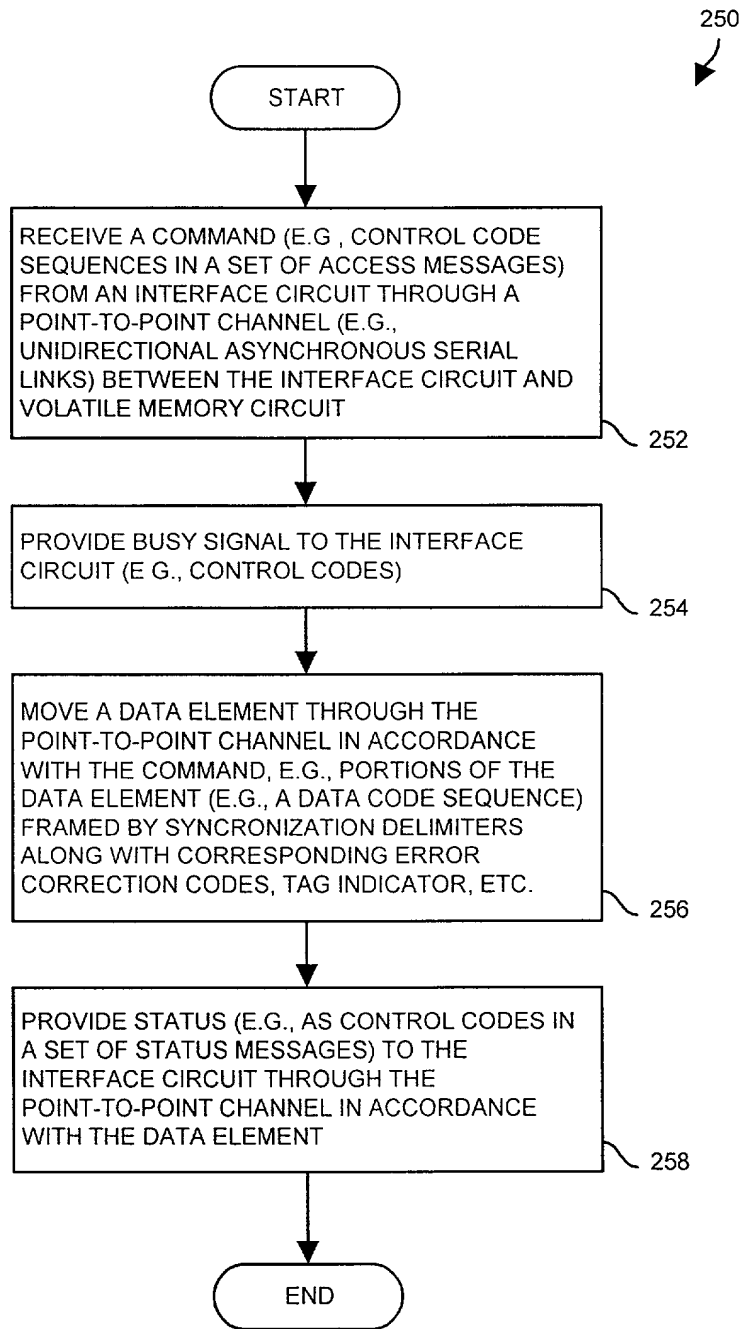 250
START
RECEIVE A COMMAND (E.G , CONTROL CODE
SEQUENCES IN A SET OF ACCESS MESSAGES)
FROM AN INTERFACE CIRCUIT THROUGH A
POINT-TO-POINT CHANNEL (E.G.,
UNIDIRECTIONAL ASYNCHRONOUS SERIAL
LINKS) BETWEEN THE INTERFACE CIRCUIT AND
VOLATILE MEMORY CIRCUIT
252
PROVIDE BUSY SIGNAL TO THE INTERFACE
CIRCUIT (E G., CONTROL CODES)
254
MOVE A DATA ELEMENT THROUGH THE
POINT-TO-POINT CHANNEL IN ACCORDANCE
WITH THE COMMAND, E.G., PORTIONS OF THE
DATA ELEMENT (E.G., A DATA CODE SEQUENCE)
FRAMED BY SYNCRONIZATION DELIMITERS
ALONG WITH CORRESPONDING ERROR
CORRECTION CODES, TAG INDICATOR, ETC.
256
PROVIDE STATUS (E.G., AS CONTROL CODES IN
A SET OF STATUS MESSAGES) TO THE
INTERFACE CIRCUIT THROUGH THE
POINT-TO-POINT CHANNEL IN ACCORDANCE
WITH THE DATA ELEMENT
258
END